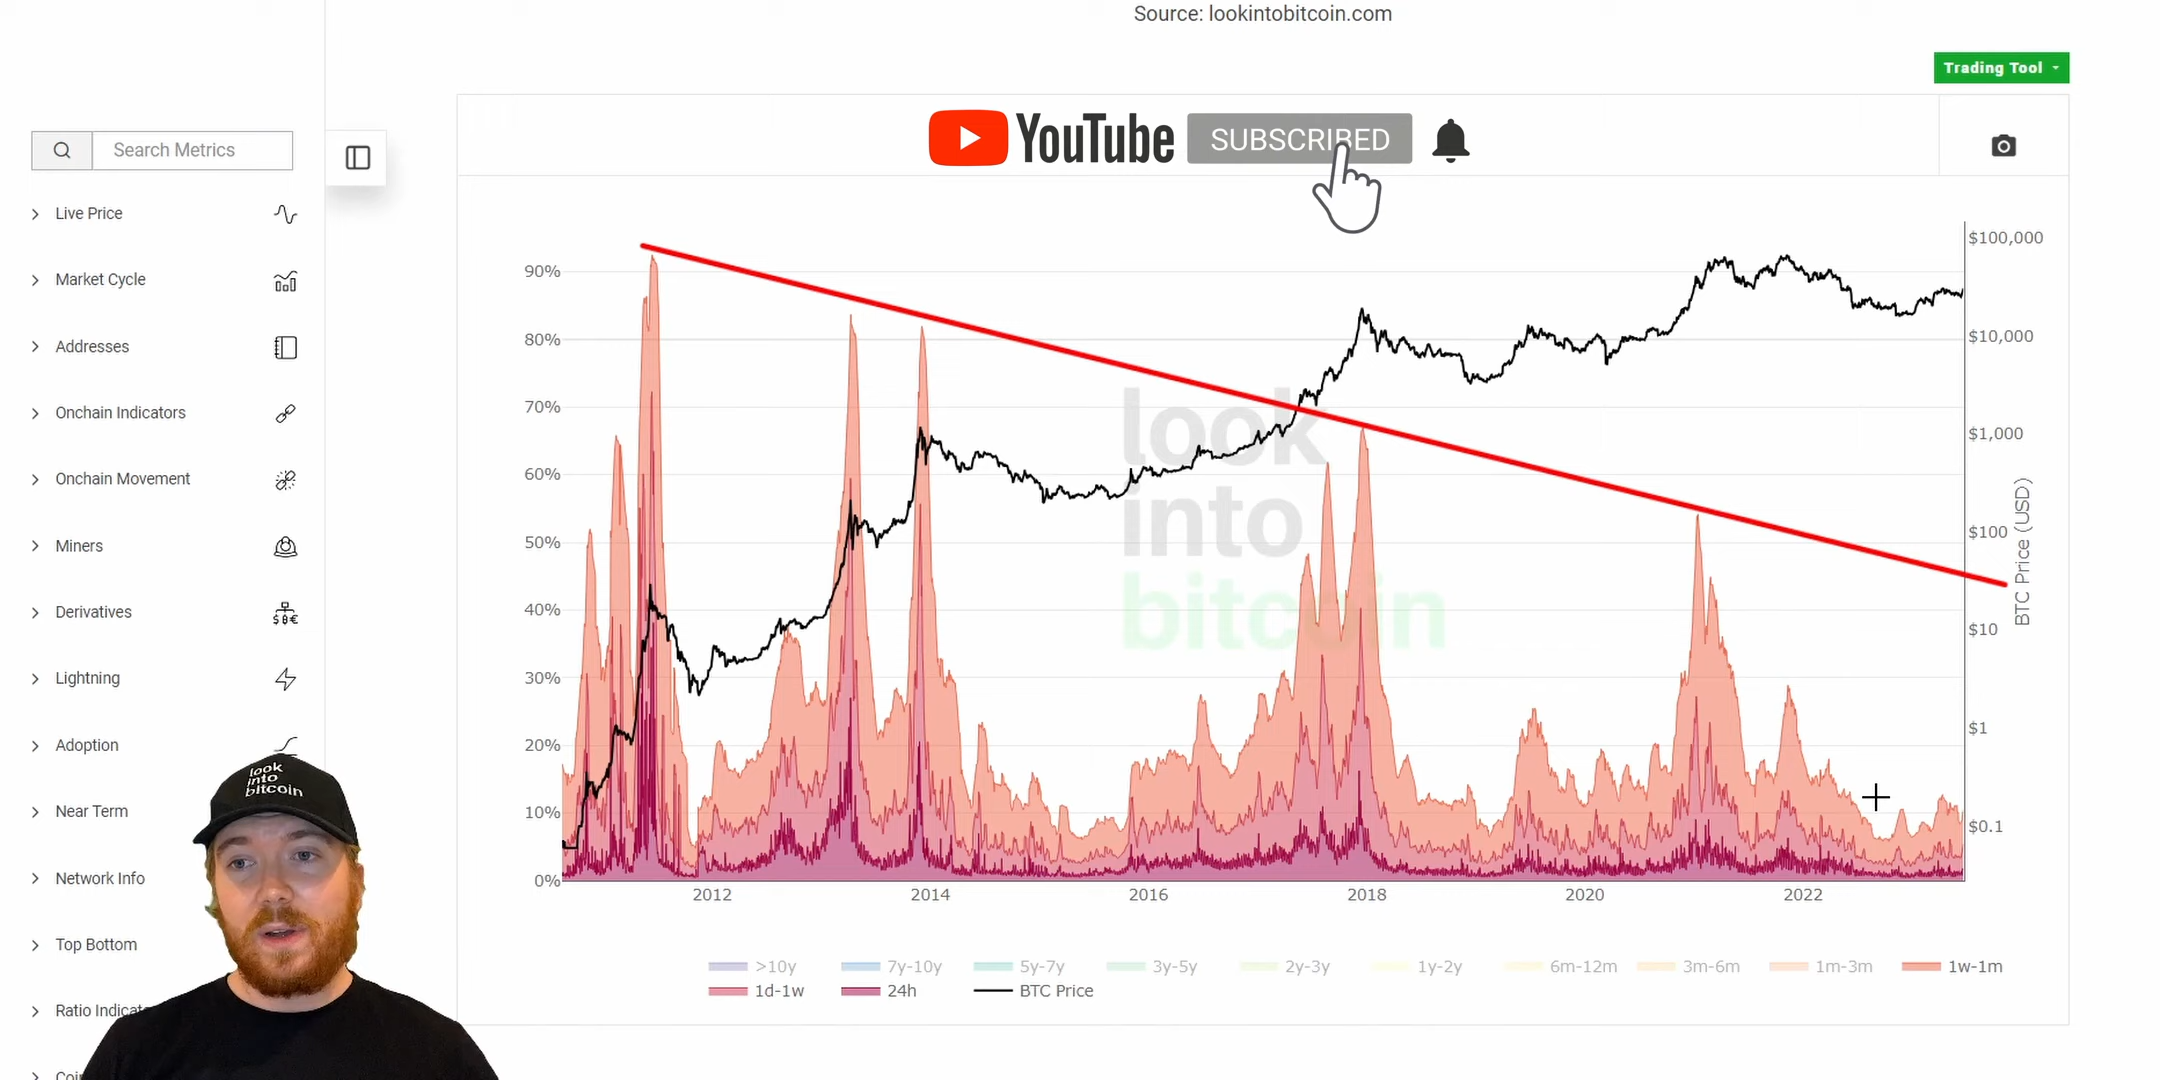 Source: lookintobitcoin.com
Trading Tool
YouTube SUBSCRIBED
Search Metrics
Live Price
Market Cycle
Addresses
Onchain Indicators
Onchain Movement
Miners
Derivatives
Lightning
Adoption
Near Term
Network Info
Top Bottom
Ratio Indicat
look
into
bitcoin
90%
80%
70%
60%
50%
40%
30%
20%
10%
0%
look
into
bitcoin
$100,000
$10,000
$1,000
$100
$10
$1
$0.1
BTC Price (USD)
2012 2014 2016 2018 2020 2022
>10y 7y-10y 5y-7y 3y-5y 2y-3y 1y-2y 6m-12m 3m-6m 1m-3m 1w-1m
1d-1w 24h BTC Price